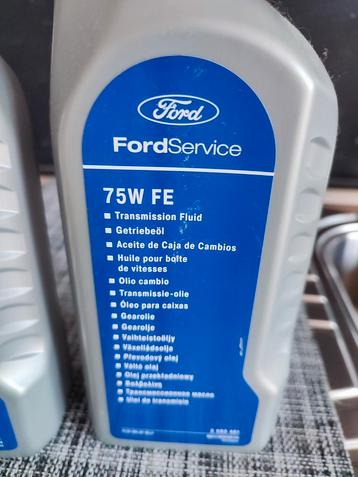 Ford
FordService
75W FE
Transmission Fluid
Getriebeöl
Aceite de Caja de Cambios
Huile pour boîte
de vitesses
Olio cambio
Transmissie-olie
Óleo para caixas
Gearolie
Gearolje
Vaihteistoöljy
Växellådsolja
Převodový olej
Váltó olaj
Olej przekładniowy
Βαλβολίνη
Трансмиссионное масло
Ulei de transmisie